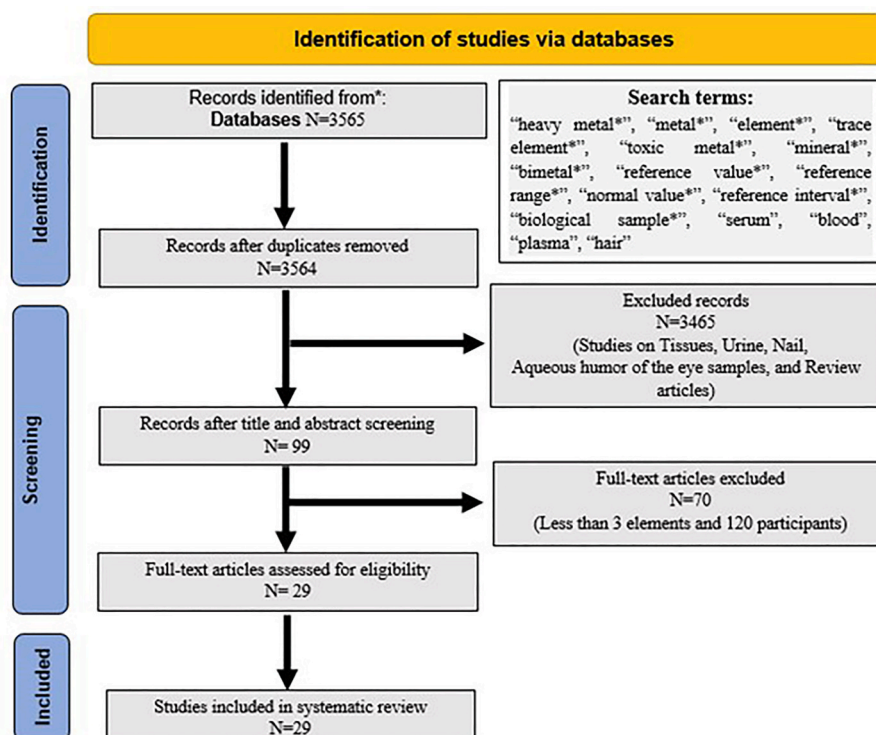 Identification of studies via databases
Identification
Records identified from*:
Databases N=3565
Search terms:
“heavy metal*”, “metal*”, “element*”, “trace
element*”, “toxic metal*”, “mineral*”,
“bimetal*”, “reference value*”, “reference
range*”, “normal value*”, “reference interval*”,
“biological sample*”, “serum”, “blood”,
“plasma”, “hair”
Records after duplicates removed
N=3564
Screening
Excluded records
N=3465
(Studies on Tissues, Urine, Nail,
Aqueous humor of the eye samples, and Review
articles)
Records after title and abstract screening
N= 99
Full-text articles excluded
N=70
(Less than 3 elements and 120 participants)
Full-text articles assessed for eligibility
N= 29
Included
Studies included in systematic review
N=29